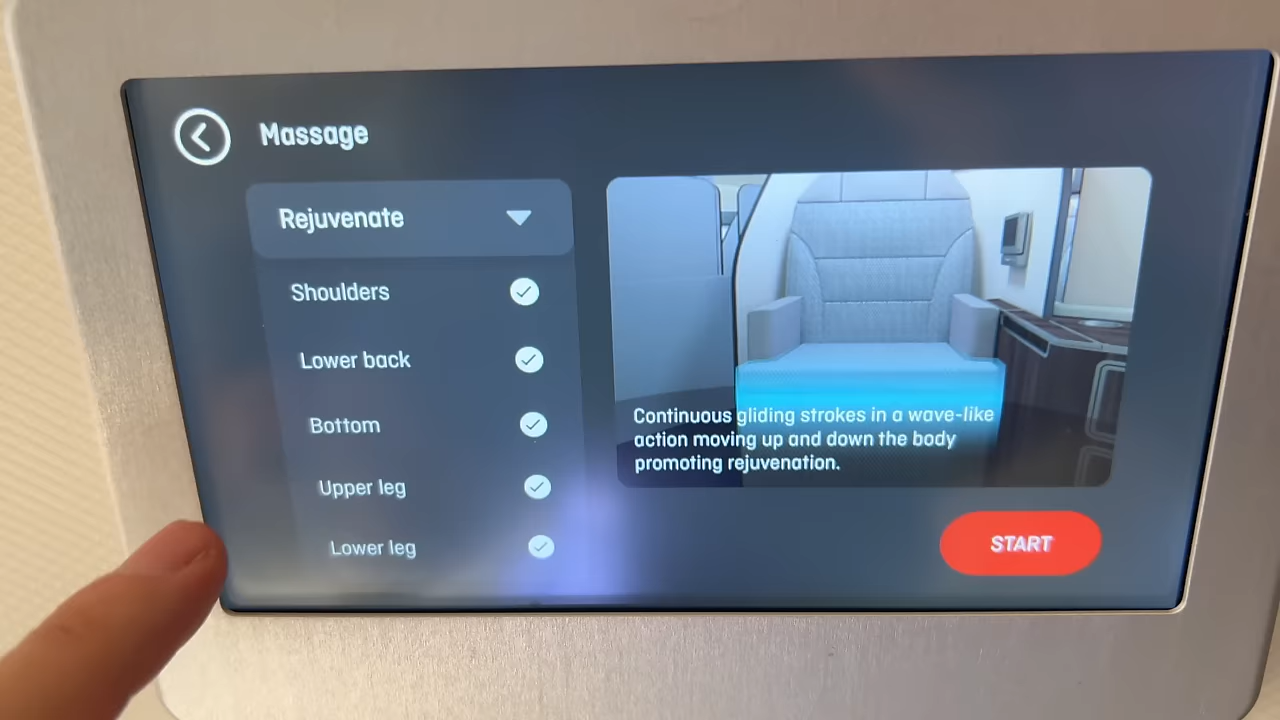 Massage
Rejuvenate
Shoulders
Lower back
Bottom
Upper leg
Lower leg
Continuous gliding strokes in a wave-like
action moving up and down the body
promoting rejuvenation.
START